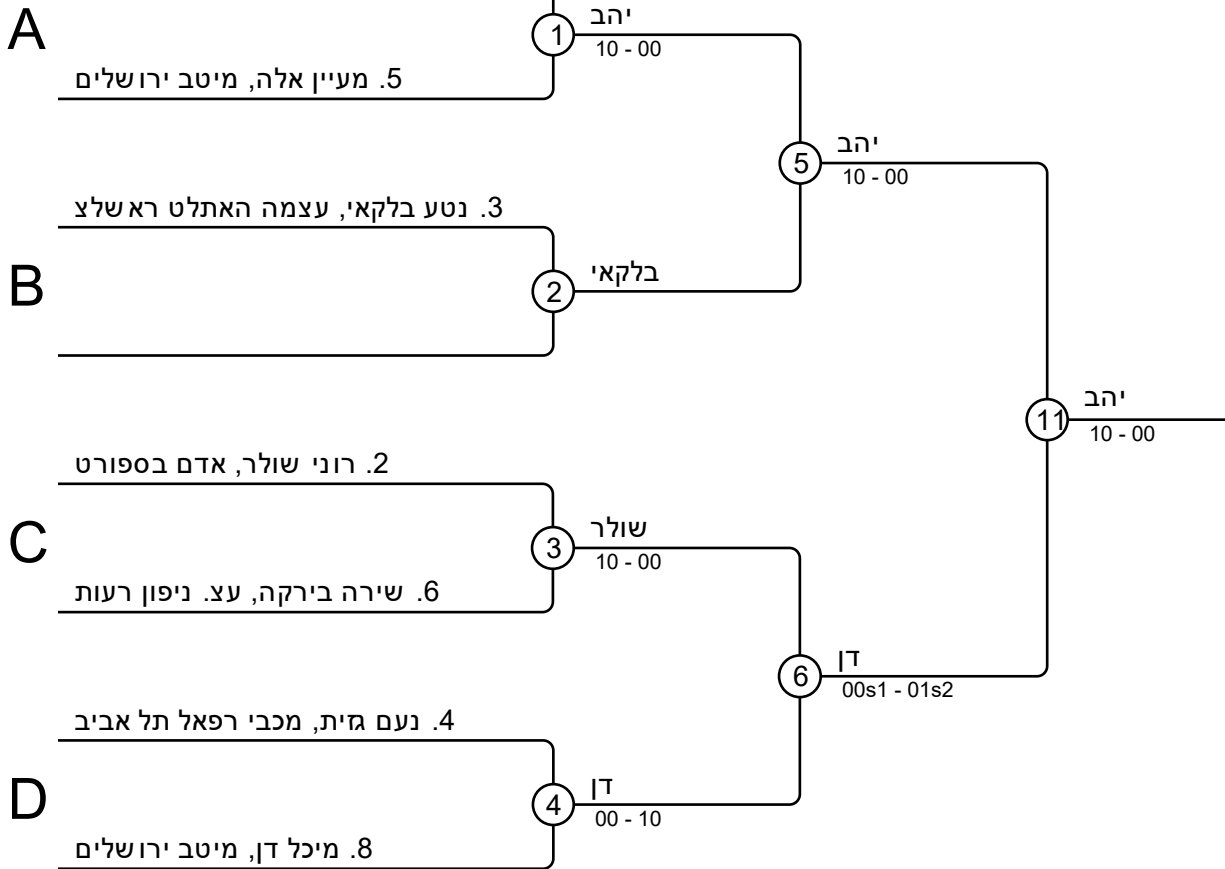 A
1
יהב
10 - 00
5. מעיין אלה, מיטב ירושלים
5
יהב
10 - 00
3. נטע בלקאי, עצמה האתלט ראשלצ
B
2
בלקאי
11
יהב
10 - 00
2. רוני שולר, אדם בספורט
C
3
שולר
10 - 00
6. שירה בירקה, עצ. ניפון רעות
6
דן
00s1 - 01s2
4. נעם גזית, מכבי רפאל תל אביב
D
4
דן
00 - 10
8. מיכל דן, מיטב ירושלים